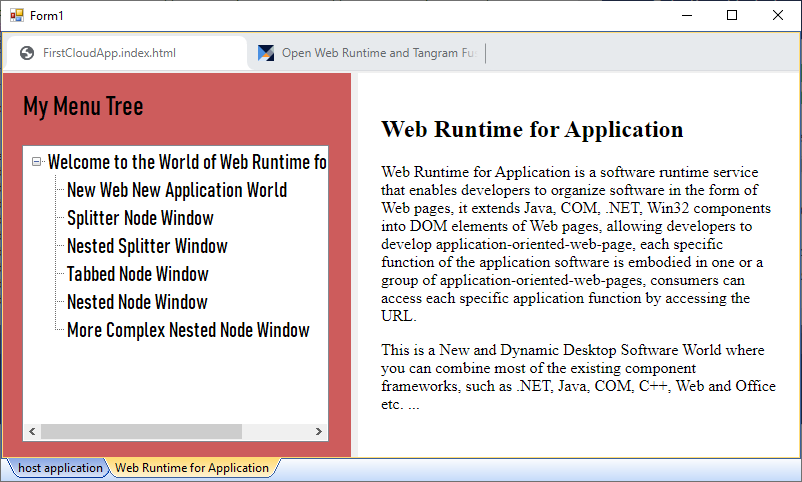 Form1
FirstCloudApp.index.html
Open Web Runtime and Tangram Fus
My Menu Tree
Welcome to the World of Web Runtime fo
New Web New Application World
Splitter Node Window
Nested Splitter Window
Tabbed Node Window
Nested Node Window
More Complex Nested Node Window
Web Runtime for Application
Web Runtime for Application is a software runtime service
that enables developers to organize software in the form of
Web pages, it extends Java, COM, .NET, Win32 components
into DOM elements of Web pages, allowing developers to
develop application-oriented-web-page, each specific
function of the application software is embodied in one or a
group of application-oriented-web-pages, consumers can
access each specific application function by accessing the
URL.
This is a New and Dynamic Desktop Software World where
you can combine most of the existing component
frameworks, such as .NET, Java, COM, C++, Web and Office
etc. ...
host application
Web Runtime for Application